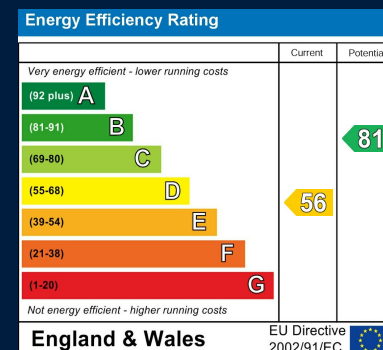 Energy Efficiency Rating
Current Potentia
Very energy efficient - lower running costs
(92 plus) A
(81-91) B
81
(69-80) C
(55-68) D
56
(39-54) E
(21-38) F
(1-20) G
Not energy efficient - higher running costs
England & Wales
EU Directive
2002/91/EC